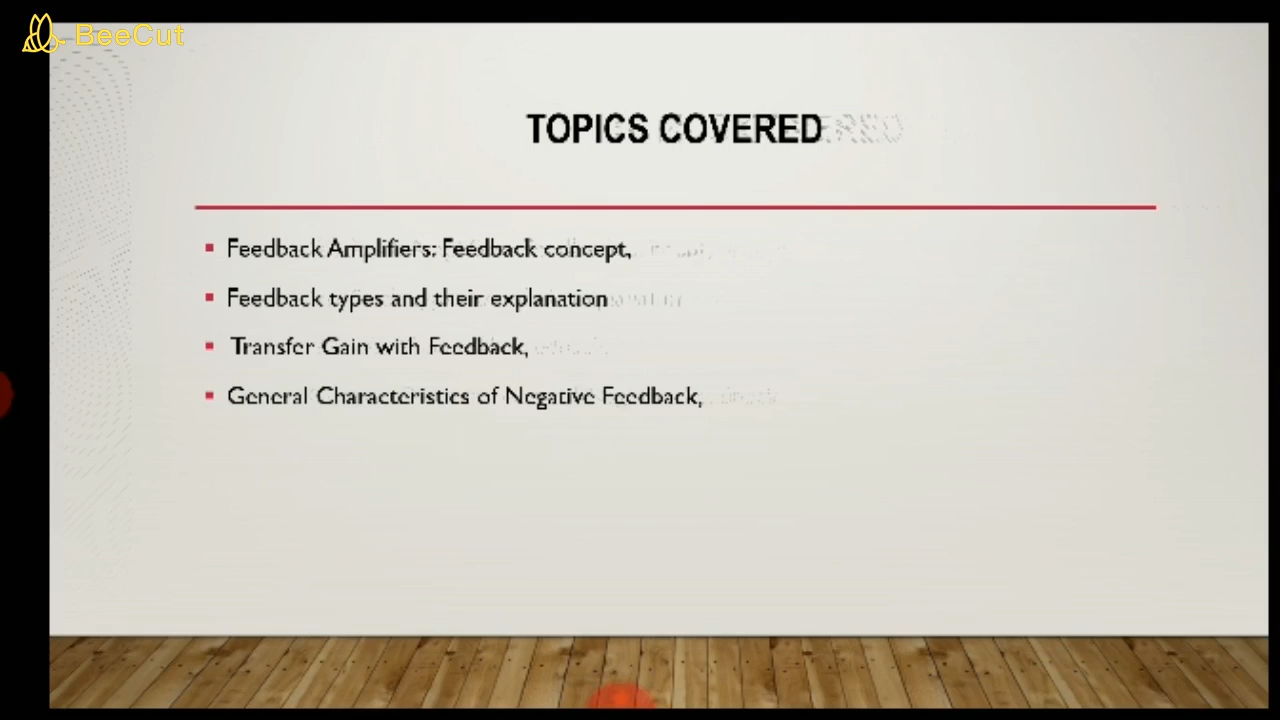 BeeCut
TOPICS COVERED
Feedback Amplifiers: Feedback concept,
Feedback types and their explanation
Transfer Gain with Feedback,
General Characteristics of Negative Feedback,